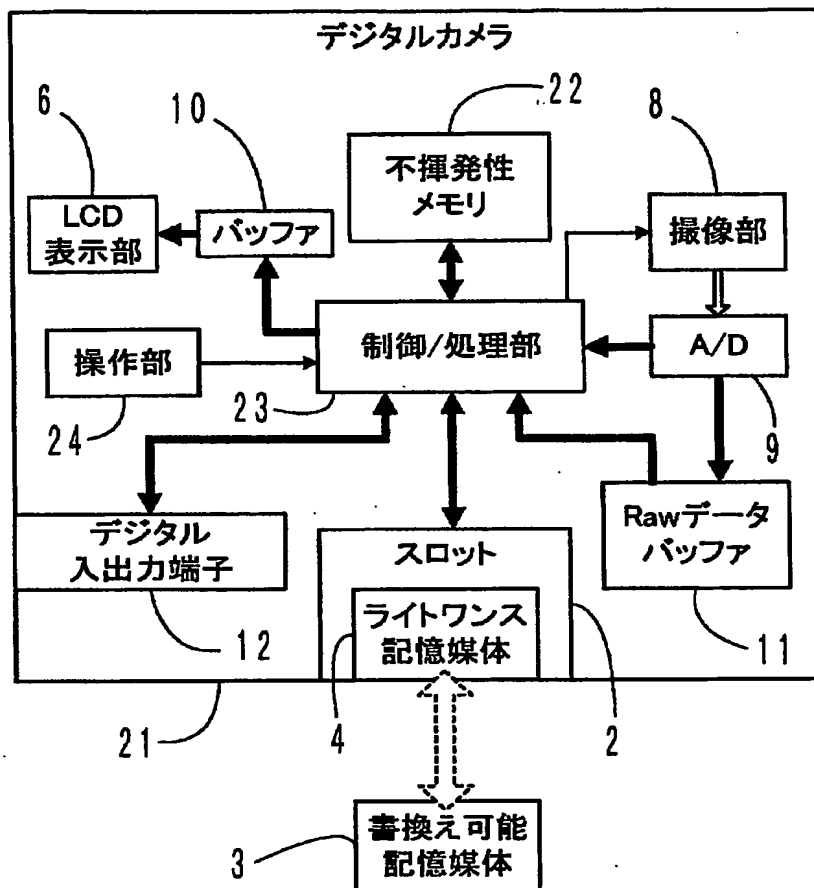 デジタルカメラ
6
10
22
8
LCD
表示部
バッファ
不揮発性
メモリ
撮像部
操作部
制御/処理部
A/D
24
23
9
デジタル
入出力端子
スロット
Rawデータ
バッファ
ライトワンス
記憶媒体
12
11
21
4
2
書換え可能
記憶媒体
3